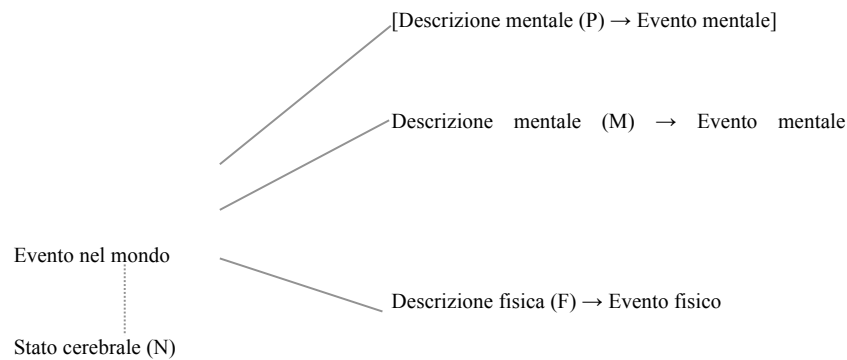 [Descrizione mentale (P) → Evento mentale]
Descrizione mentale (M) → Evento mentale
Evento nel mondo
Descrizione fisica (F) → Evento fisico
Stato cerebrale (N)